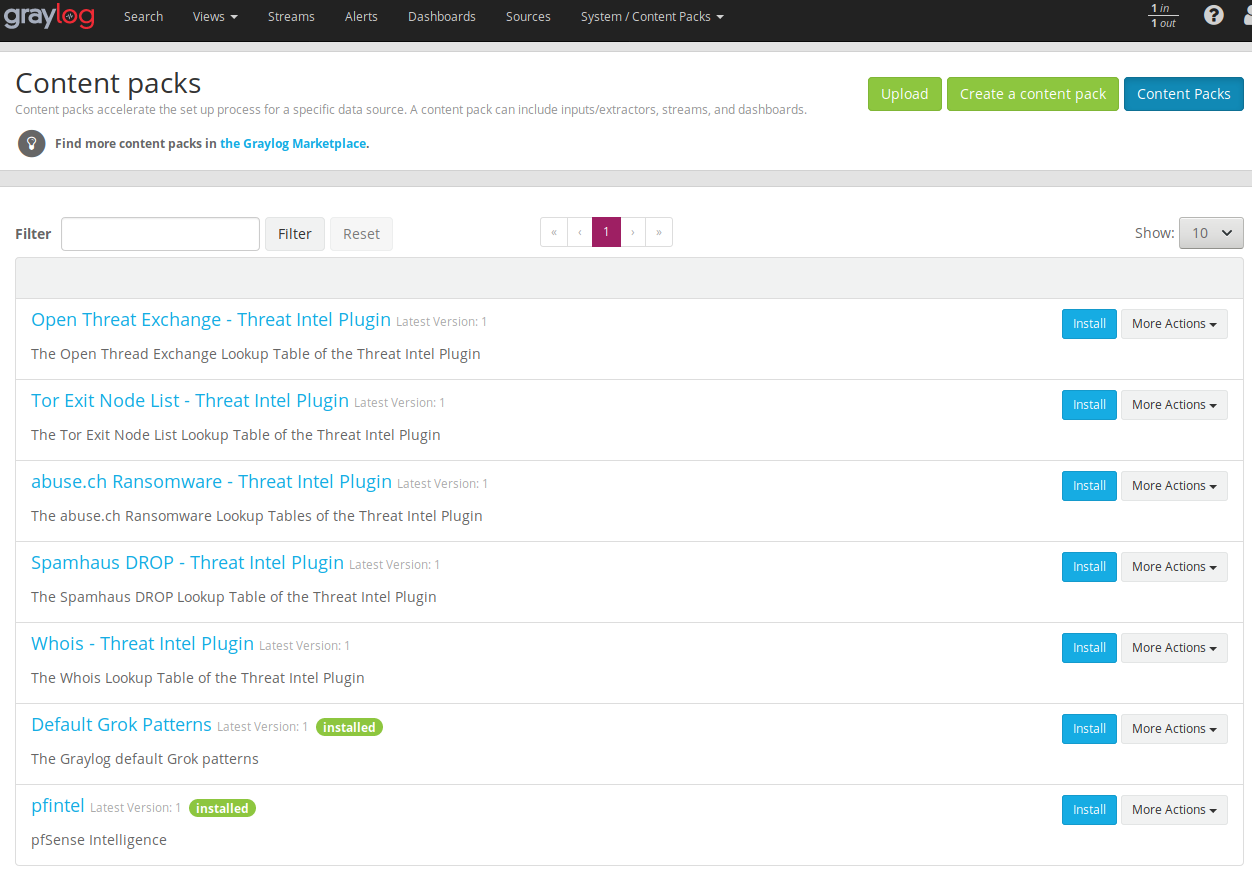 graylog Search Views Streams Alerts Dashboards Sources System / Content Packs 1 in
1 out
Content packs
Content packs accelerate the set up process for a specific data source. A content pack can include inputs/extractors, streams, and dashboards.
Upload Create a content pack Content Packs
Find more content packs in the Graylog Marketplace.
Filter Filter Reset « ‹ 1 › » Show: 10
Open Threat Exchange - Threat Intel Plugin Latest Version: 1 Install More Actions
The Open Thread Exchange Lookup Table of the Threat Intel Plugin
Tor Exit Node List - Threat Intel Plugin Latest Version: 1 Install More Actions
The Tor Exit Node List Lookup Table of the Threat Intel Plugin
abuse.ch Ransomware - Threat Intel Plugin Latest Version: 1 Install More Actions
The abuse.ch Ransomware Lookup Tables of the Threat Intel Plugin
Spamhaus DROP - Threat Intel Plugin Latest Version: 1 Install More Actions
The Spamhaus DROP Lookup Table of the Threat Intel Plugin
Whois - Threat Intel Plugin Latest Version: 1 Install More Actions
The Whois Lookup Table of the Threat Intel Plugin
Default Grok Patterns Latest Version: 1 installed Install More Actions
The Graylog default Grok patterns
pfintel Latest Version: 1 installed Install More Actions
pfSense Intelligence